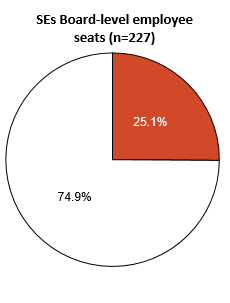 SEs Board-level employee
seats (n=227)
25.1%
74.9%